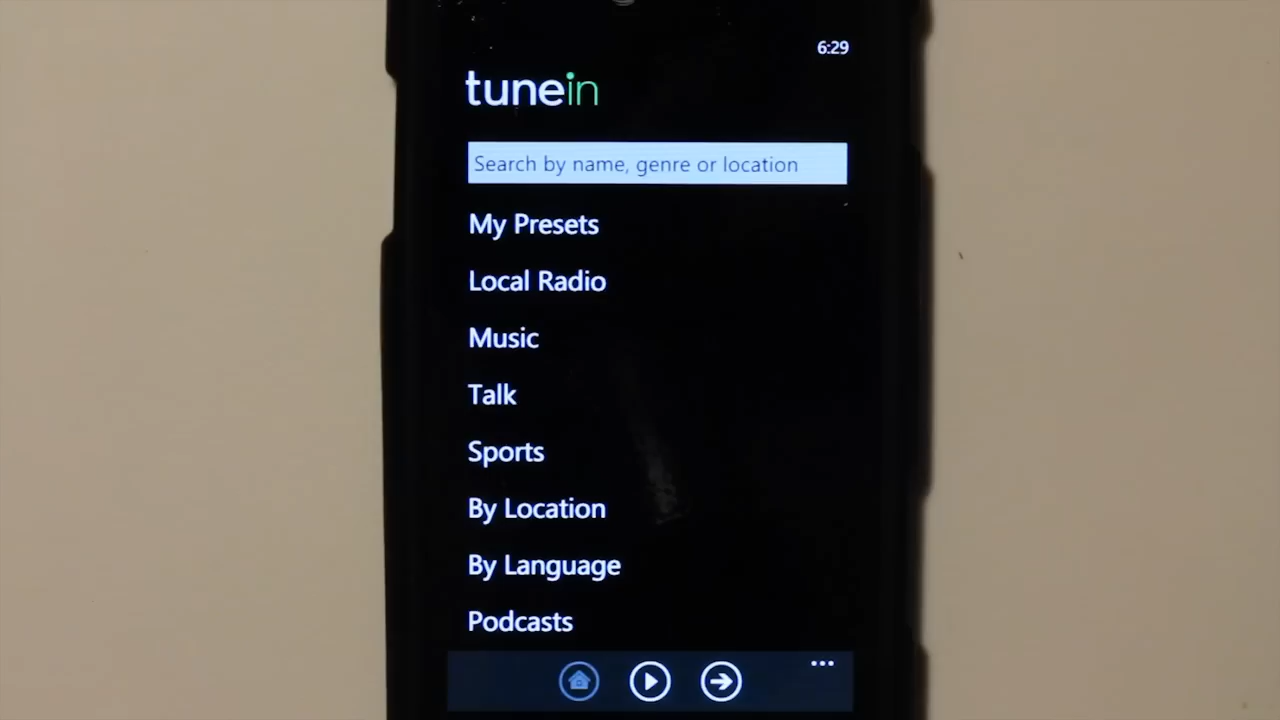 6:29
tunein
Search by name, genre or location
My Presets
Local Radio
Music
Talk
Sports
By Location
By Language
Podcasts